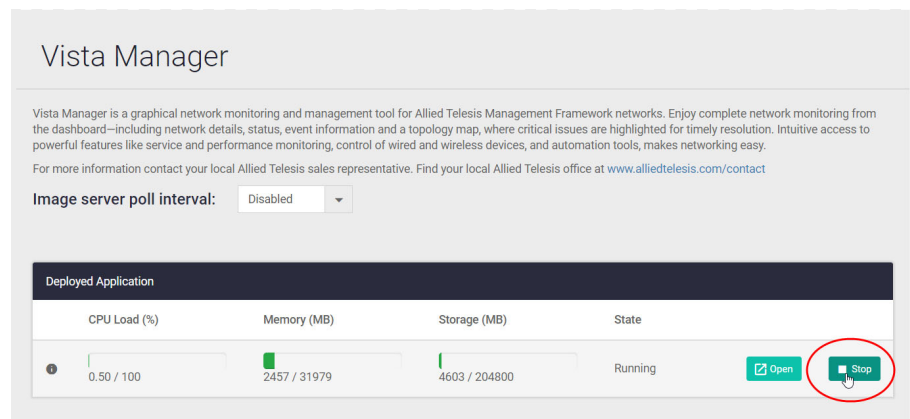 Vista Manager
Vista Manager is a graphical network monitoring and management tool for Allied Telesis Management Framework networks. Enjoy complete network monitoring from
the dashboard—including network details, status, event information and a topology map, where critical issues are highlighted for timely resolution. Intuitive access to
powerful features like service and performance monitoring, control of wired and wireless devices, and automation tools, makes networking easy.
For more information contact your local Allied Telesis sales representative. Find your local Allied Telesis office at www.alliedtelesis.com/contact
Image server poll interval: Disabled
Deployed Application
CPU Load (%) Memory (MB) Storage (MB) State
0.50 / 100 2457 / 31979 4603 / 204800 Running Open Stop